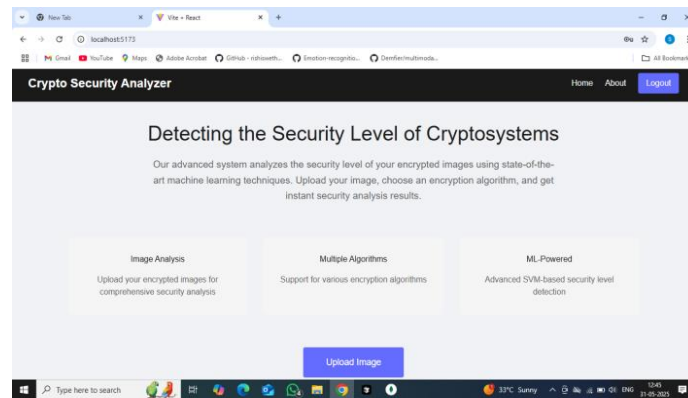 New Tab
Vite + React
localhost:5173
Gmail YouTube Maps Adobe Acrobat GitHub - rishioweth... Emotion-recognitio... Demfier/multimoda... All Bookmark
Crypto Security Analyzer
Home About Logout
Detecting the Security Level of Cryptosystems
Our advanced system analyzes the security level of your encrypted images using state-of-the-
art machine learning techniques. Upload your image, choose an encryption algorithm, and get
instant security analysis results.
Image Analysis
Upload your encrypted images for
comprehensive security analysis
Multiple Algorithms
Support for various encryption algorithms
ML-Powered
Advanced SVM-based security level
detection
Upload Image
Type here to search
33°C Sunny
ENG
12:45
31-05-2025